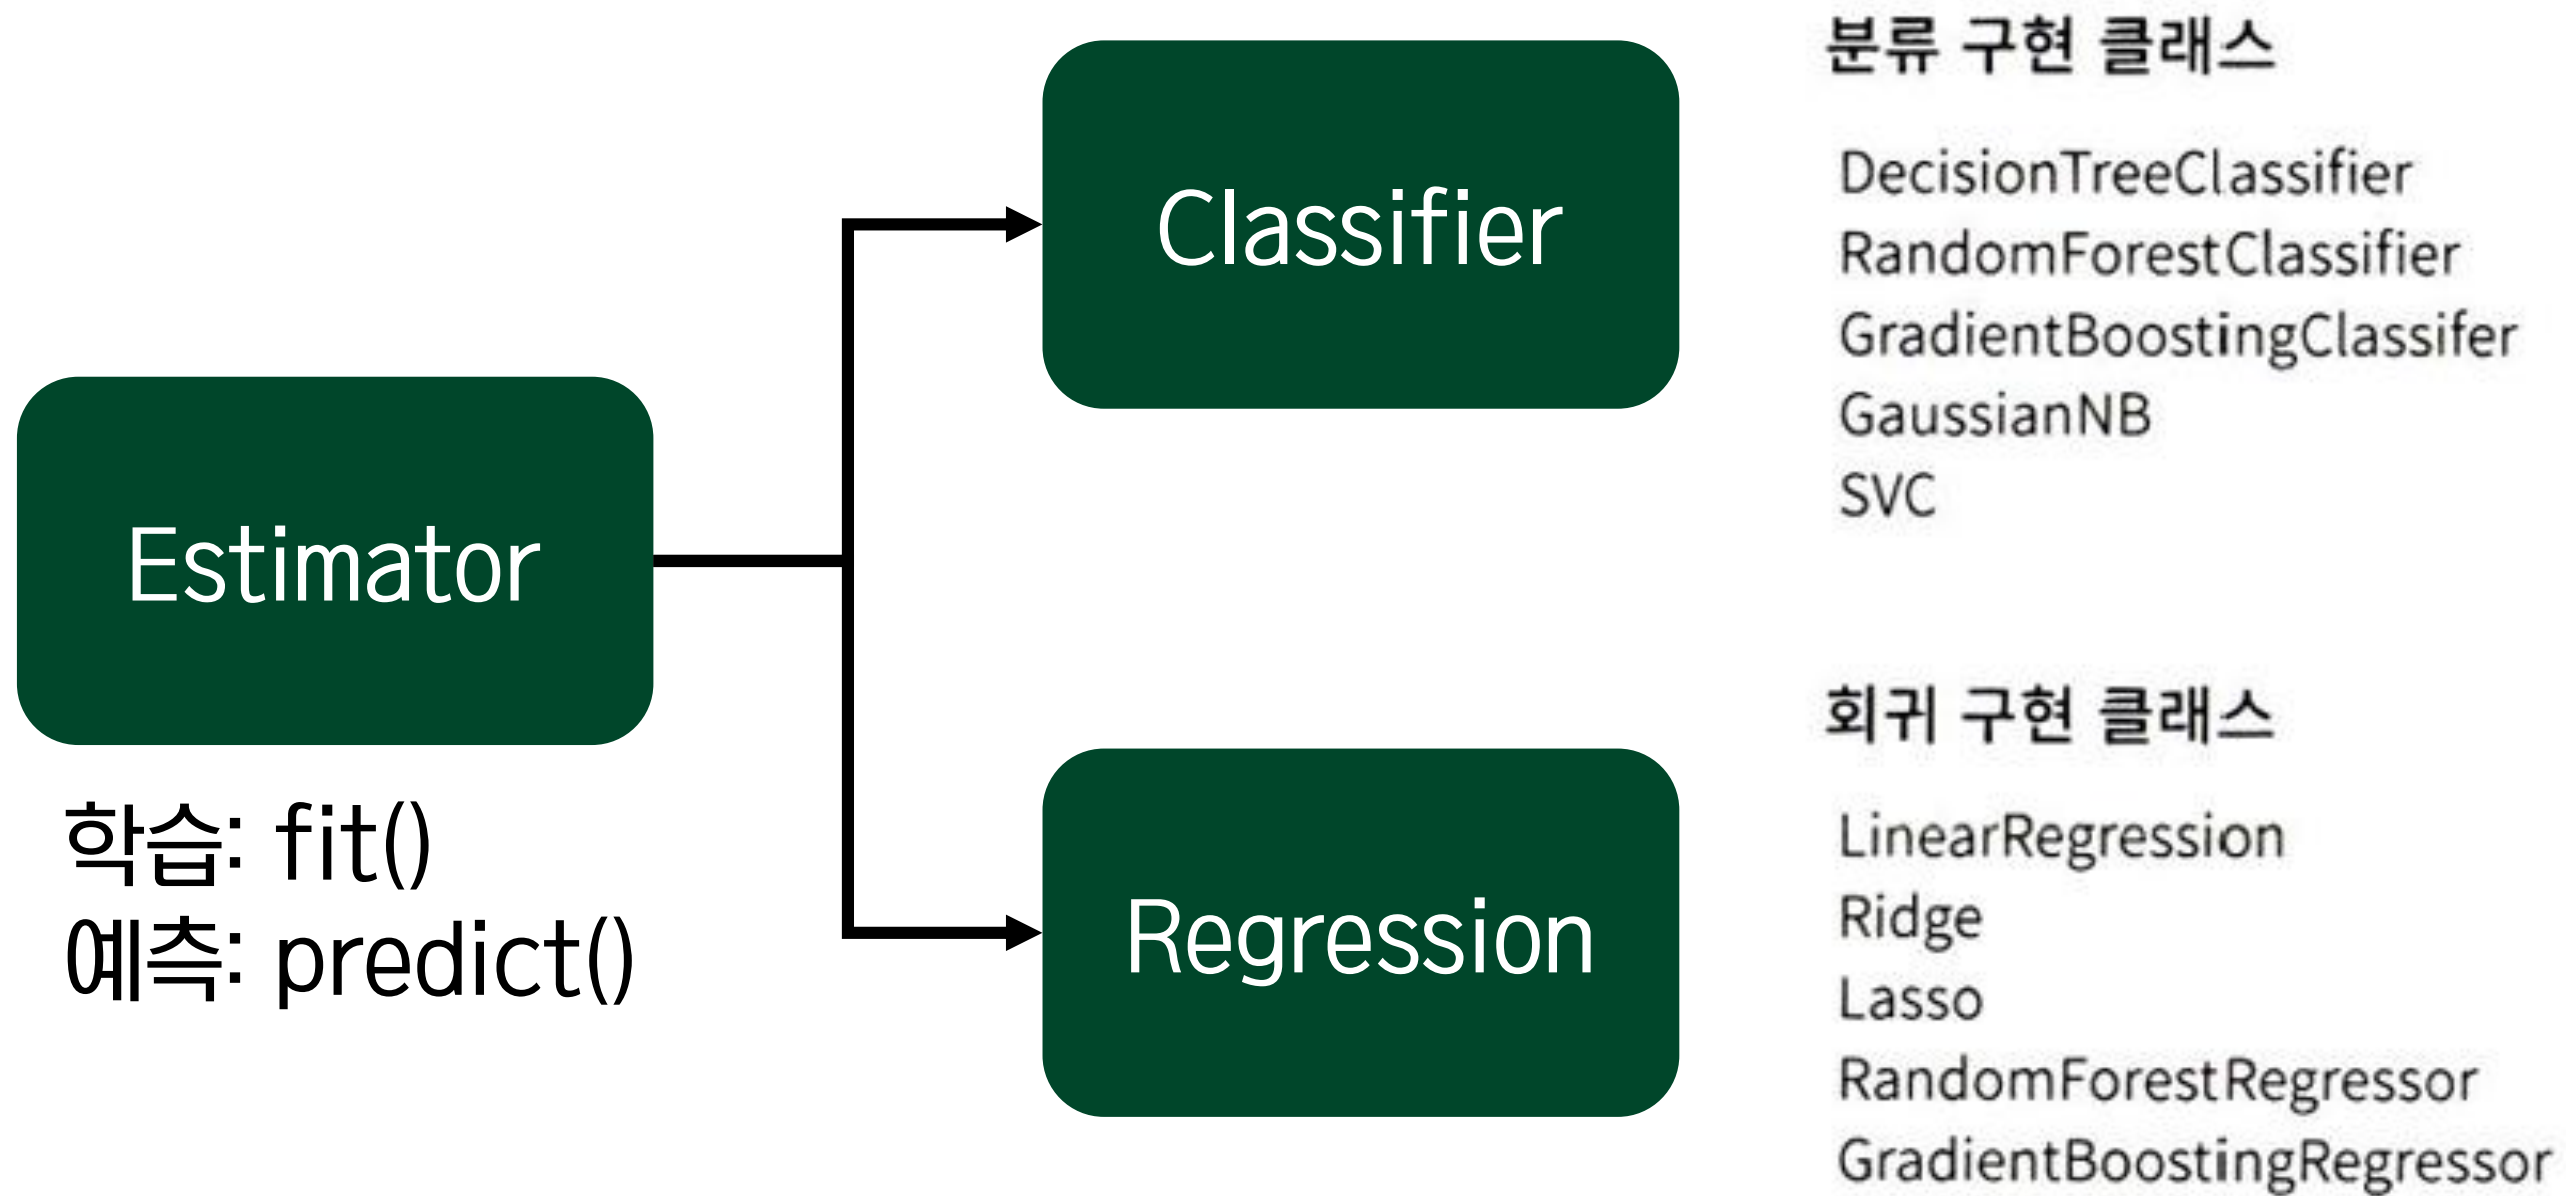 Estimator
학습: fit()
예측: predict()
Classifier
분류 구현 클래스
DecisionTreeClassifier
RandomForestClassifier
GradientBoostingClassifer
GaussianNB
SVC
Regression
회귀 구현 클래스
LinearRegression
Ridge
Lasso
RandomForestRegressor
GradientBoostingRegressor